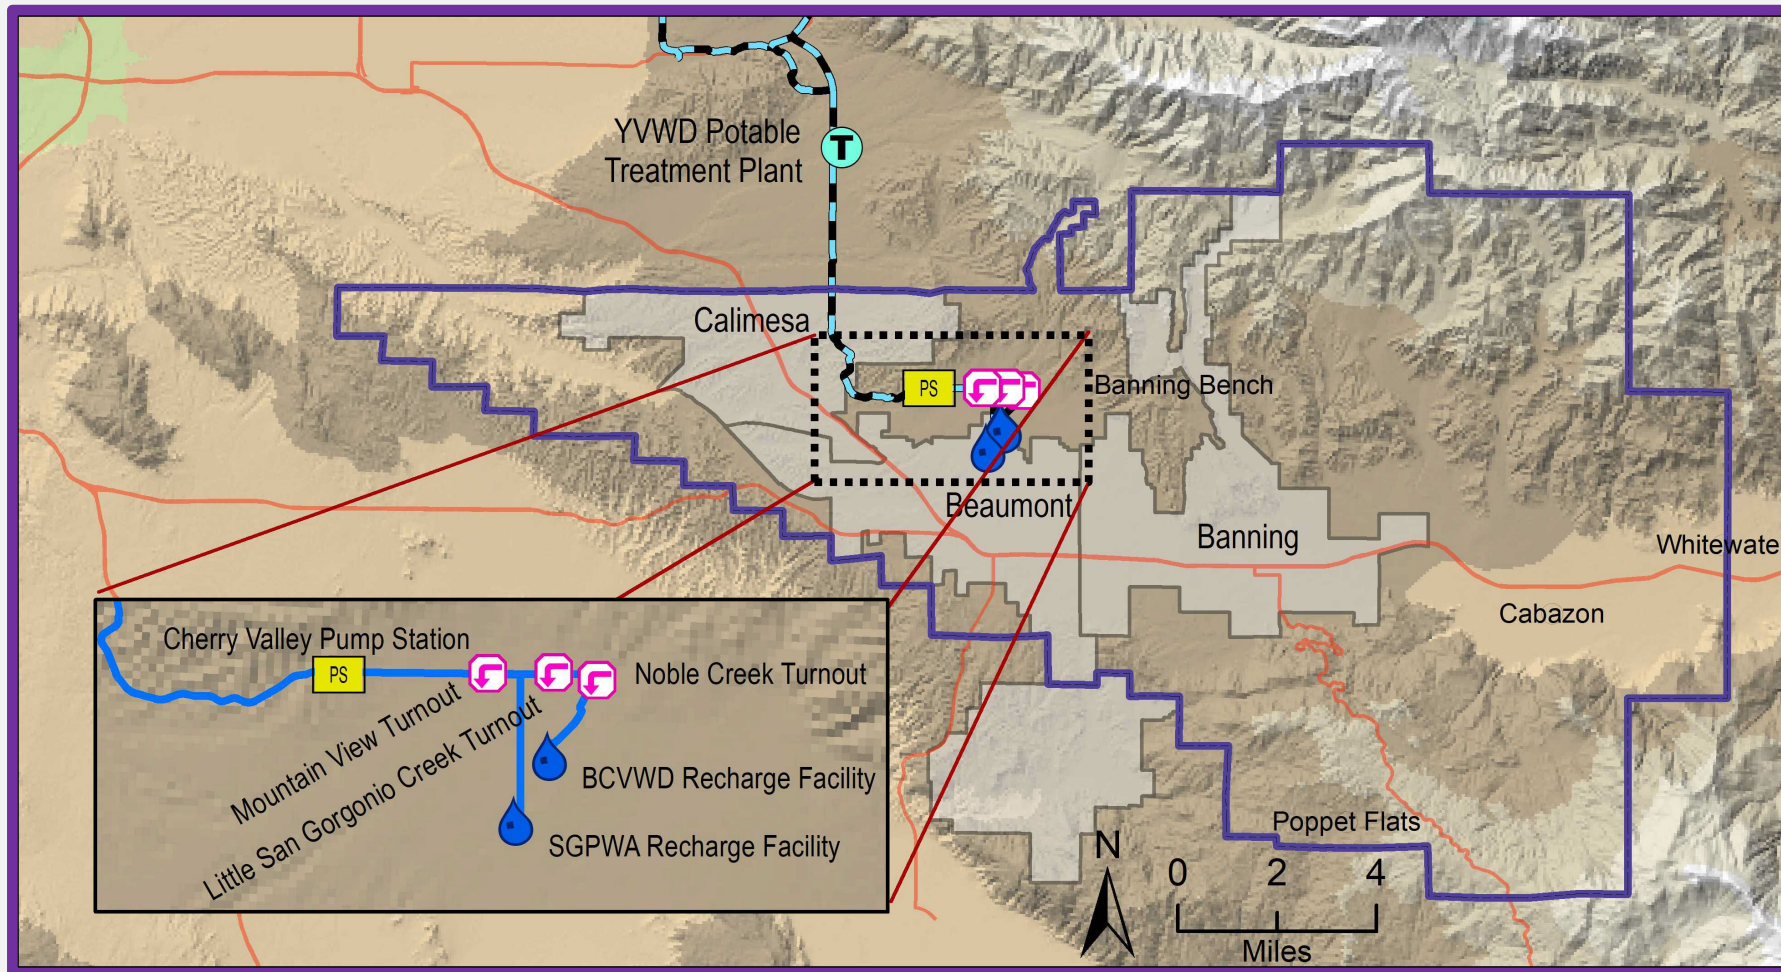 YVWD Potable
Treatment Plant
T
Calimesa
PS
Banning Bench
Beaumont
Banning
Whitewate
Cabazon
Cherry Valley Pump Station
PS
Noble Creek Turnout
Mountain View Turnout
Little San Gorgonio Creek Turnout
BCVWD Recharge Facility
SGPWA Recharge Facility
Poppet Flats
N
0 2 4
Miles